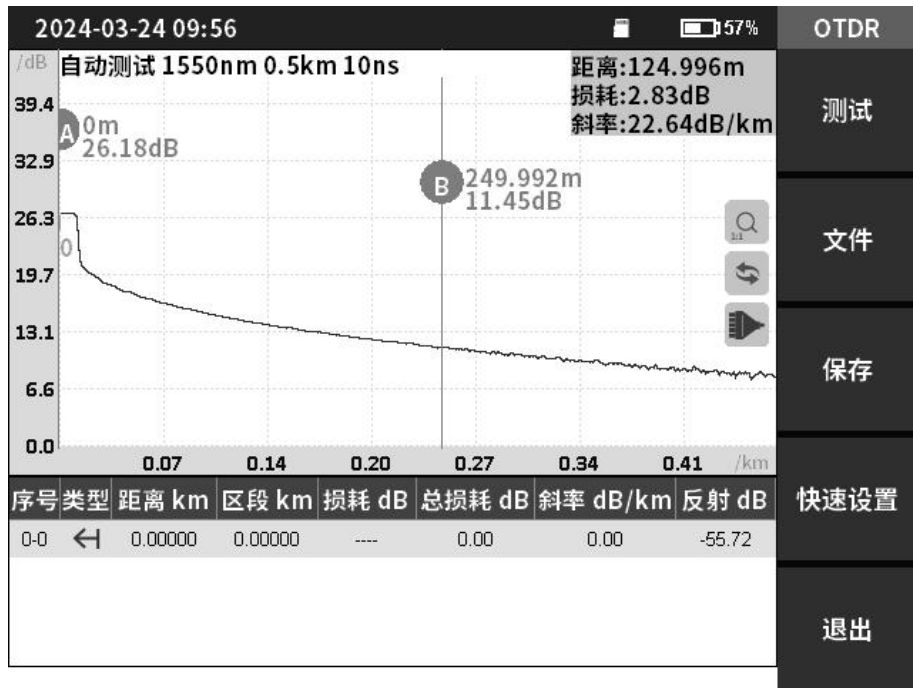 2024-03-24 09:56
57%
OTDR
/dB
自动测试 1550nm 0.5km 10ns
距离:124.996m
损耗:2.83dB
斜率:22.64dB/km
测试
39.4
A
0m
26.18dB
32.9
B
249.992m
11.45dB
26.3
0
1:1
文件
19.7
13.1
保存
6.6
0.0
0.07 0.14 0.20 0.27 0.34 0.41 /km
序号 类型 距离 km 区段 km 损耗 dB 总损耗 dB 斜率 dB/km 反射 dB
快速设置
0-0 0.00000 0.00000 ---- 0.00 0.00 -55.72
退出